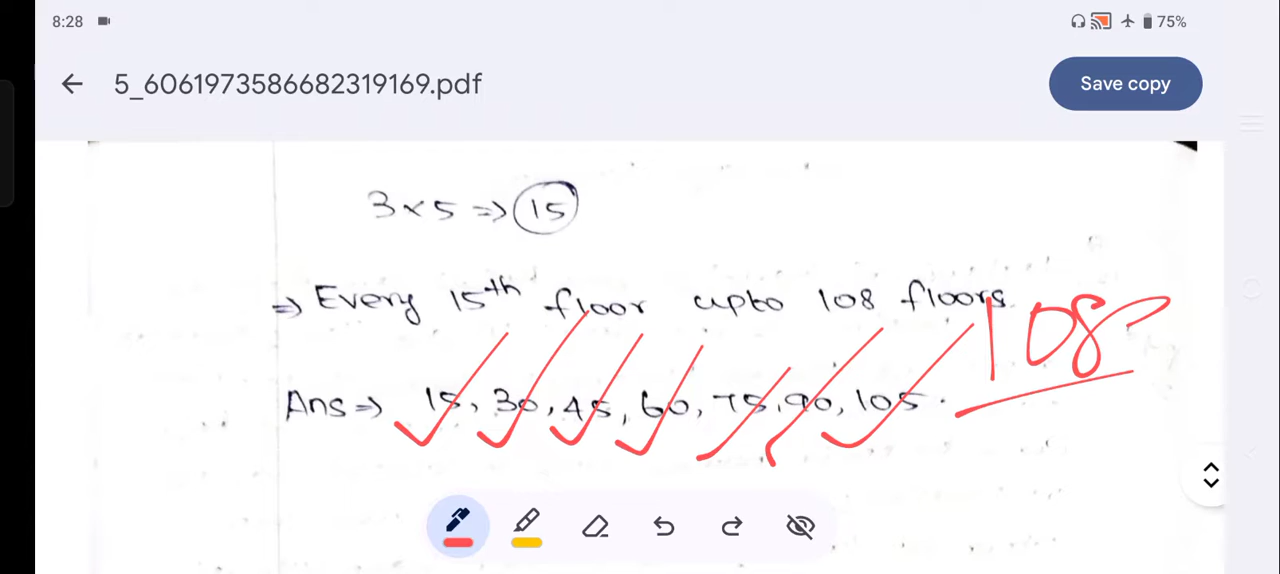 8:28
75%
5_6061973586682319169.pdf
Save copy
3 × 5 => 15
=> Every 15th floor upto 108 floors.
108
Ans => 15, 30, 45, 60, 75, 90, 105.